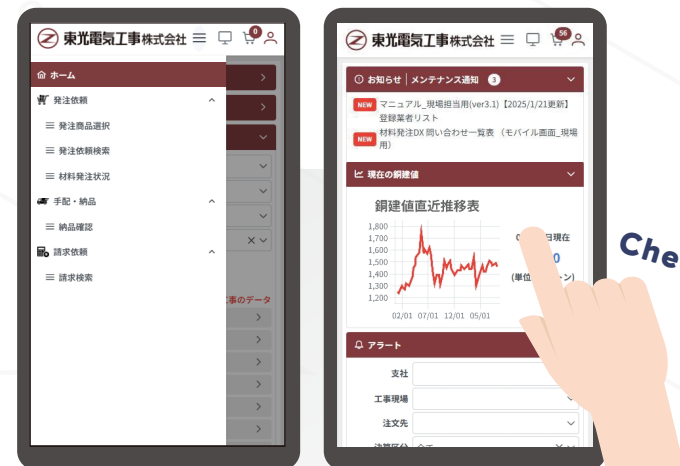 東光電気工事株式会社
0
ホーム
発注依頼
発注商品選択
発注依頼検索
材料発注状況
手配・納品
納品確認
請求依頼
請求検索
事のデータ
東光電気工事株式会社
56
お知らせ｜メンテナンス通知 3
NEW マニュアル_現場担当用(ver3.1)【2025/1/21更新】
登録業者リスト
NEW 材料発注DX 問い合わせ一覧表 （モバイル画面_現場
用）
現在の銅建値
銅建値直近推移表
1,800
1,700
1,600
1,500
1,400
1,300
1,200
02/01 07/01 12/01 05/01
0 日現在
0
(単位 トン)
アラート
支社
工事現場
注文先
Che